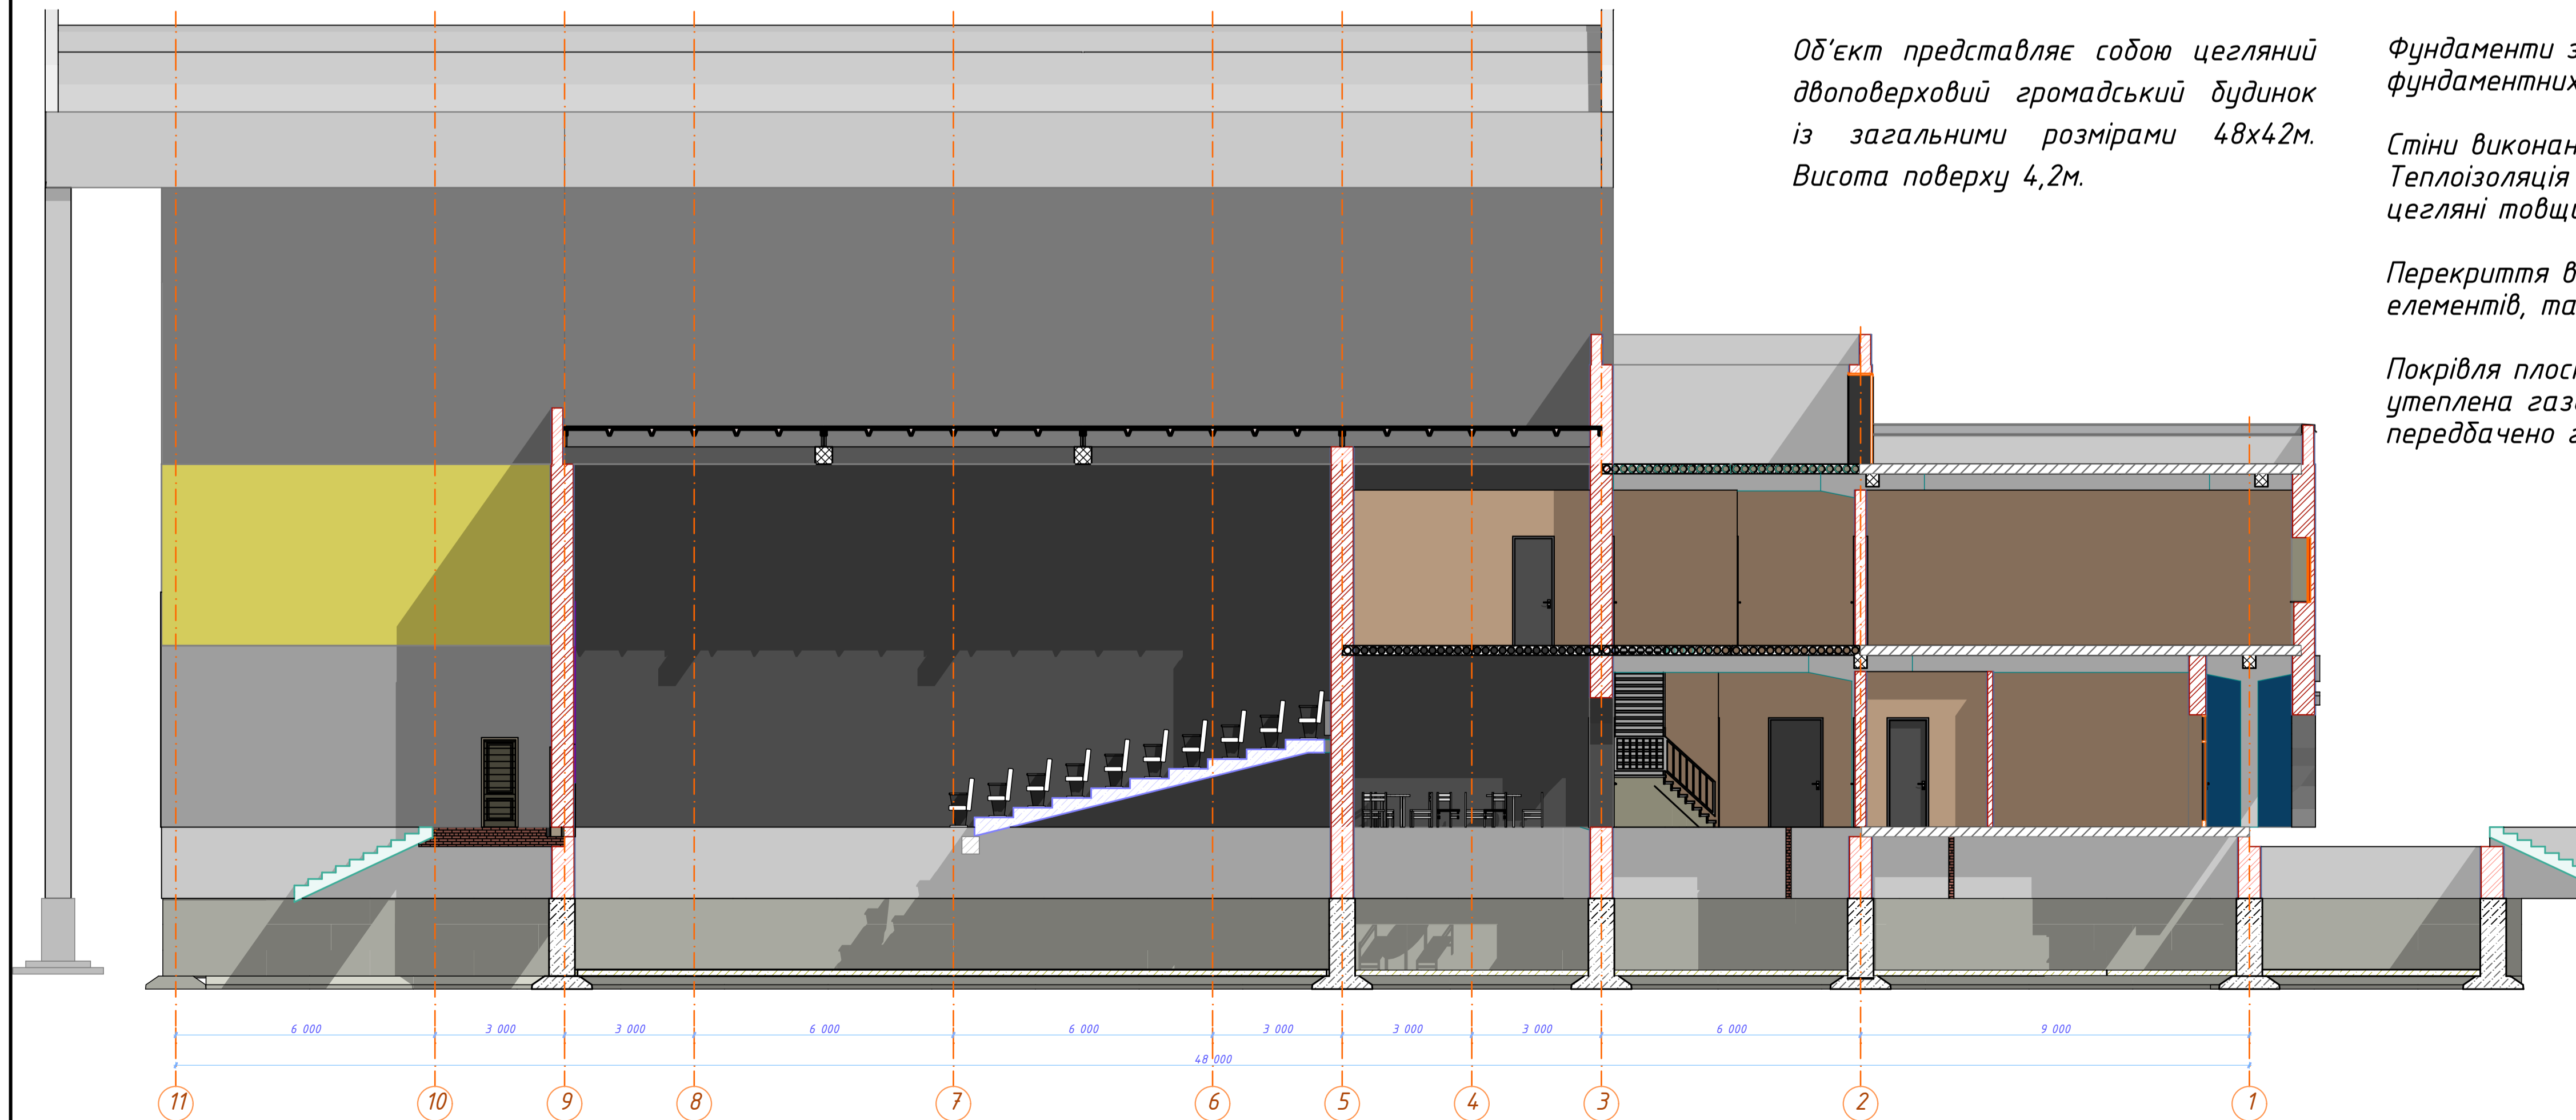 Об'єкт представляє собою цегляний
двоповерховий громадський будинок
із загальними розмірами 48х42м.
Висота поверху 4,2м.
Фундаменти з
фундаментних
Стіни виконан
Теплоізоляція
цегляні товщи
Перекриття в
елементів, та
Покрівля плос
утеплена газ
передбачено г
6 000 3 000 3 000 6 000 6 000 3 000 3 000 3 000 6 000 9 000
48 000
11 10 9 8 7 6 5 4 3 2 1